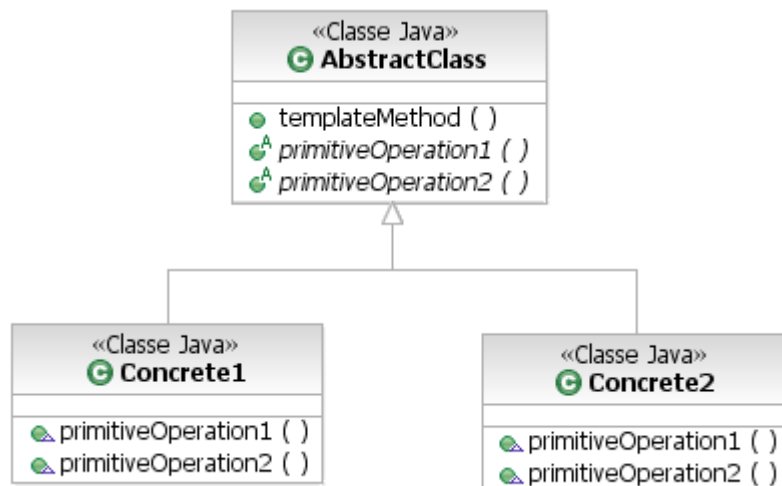 «Classe Java»
AbstractClass
templateMethod ( )
primitiveOperation1 ( )
primitiveOperation2 ( )
«Classe Java»
Concrete1
primitiveOperation1 ( )
primitiveOperation2 ( )
«Classe Java»
Concrete2
primitiveOperation1 ( )
primitiveOperation2 ( )